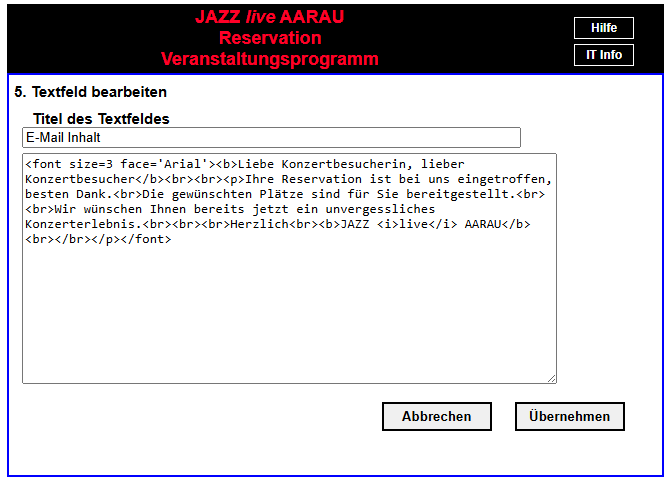 JAZZ live AARAU
Reservation
Veranstaltungsprogramm
Hilfe
IT Info
5. Textfeld bearbeiten
Titel des Textfeldes
E-Mail Inhalt
<font size=3 face='Arial'><b>Liebe Konzertbesucherin, lieber
Konzertbesucher</b><br><br><p>Ihre Reservation ist bei uns eingetroffen,
besten Dank.<br>Die gewünschten Plätze sind für Sie bereitgestellt.<br>
<br>Wir wünschen Ihnen bereits jetzt ein unvergessliches
Konzerterlebnis.<br><br><br>Herzlich<br><b>JAZZ <i>live</i> AARAU</b>
<br></br></p></font>
Abbrechen
Übernehmen